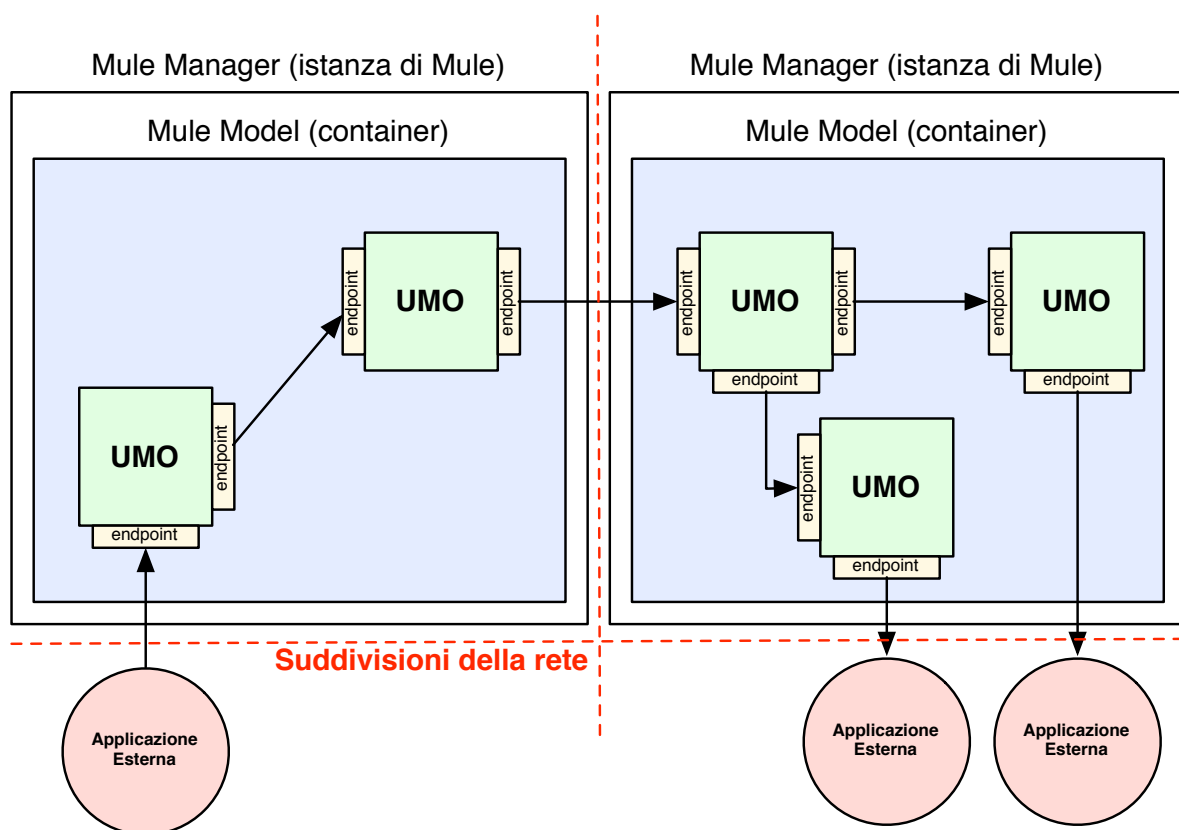 Mule Manager (istanza di Mule)
Mule Model (container)
endpoint
UMO
endpoint
UMO
endpoint
endpoint
Mule Manager (istanza di Mule)
Mule Model (container)
endpoint
UMO
endpoint
endpoint
endpoint
UMO
endpoint
endpoint
UMO
endpoint
Suddivisioni della rete
Applicazione
Esterna
Applicazione
Esterna
Applicazione
Esterna